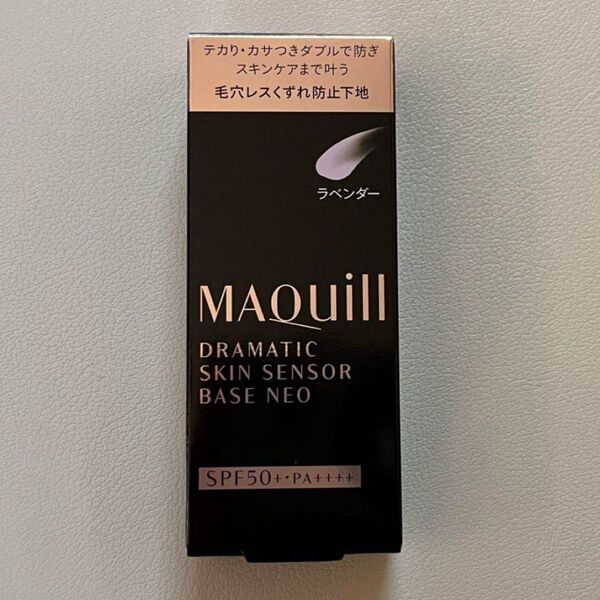 テカり・カサつきダブルで防ぎ
スキンケアまで叶う
毛穴レスくずれ防止下地
ラベンダー
MAQuill
DRAMATIC
SKIN SENSOR
BASE NEO
SPF50+・PA++++